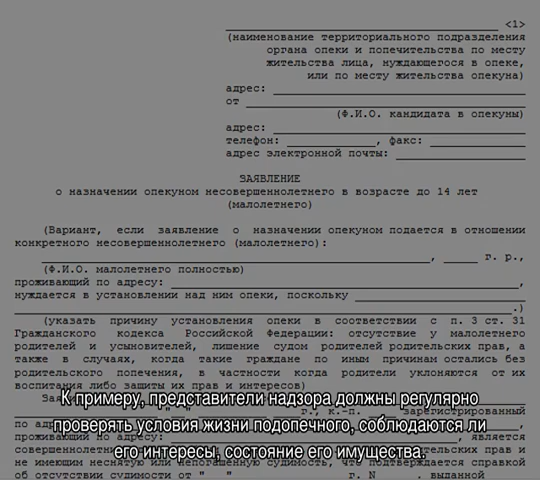 <1>
(наименование территориального подразделения
органа опеки и попечительства по месту
жительства лица, нуждающегося в опеке,
или по месту жительства опекуна)
адрес:
от
(Ф.И.О. кандидата в опекуны)
адрес:
телефон: , факс:
адрес электронной почты:
ЗАЯВЛЕНИЕ
о назначении опекуном несовершеннолетнего в возрасте до 14 лет
(малолетнего)
(Вариант, если заявление о назначении опекуном подается в отношении
конкретного несовершеннолетнего (малолетнего):
, г. р.,
(Ф.И.О. малолетнего полностью)
проживающий по адресу: ,
нуждается в установлении над ним опеки, поскольку
.)
(указать причину установления опеки в соответствии с п. 3 ст. 31
Гражданского кодекса Российской Федерации: отсутствие у малолетнего
родителей и усыновителей, лишение судом родителей родительских прав, а
также в случаях, когда такие граждане по иным причинам остались без
родительского попечения, в частности когда родители уклоняются от их
воспитания либо защиты их прав и интересов)
К примеру, представители надзора должны регулярно
г., к.-п. зарегистрированный
проверять условия жизни подопечного, соблюдаются ли
проживающий по адресу: , является
его интересы, состояние его имущества.
не имеющим неснятую или непогашенную судимость, что подтверждается справкой
об отсутствии судимости от " " г. N , выданной